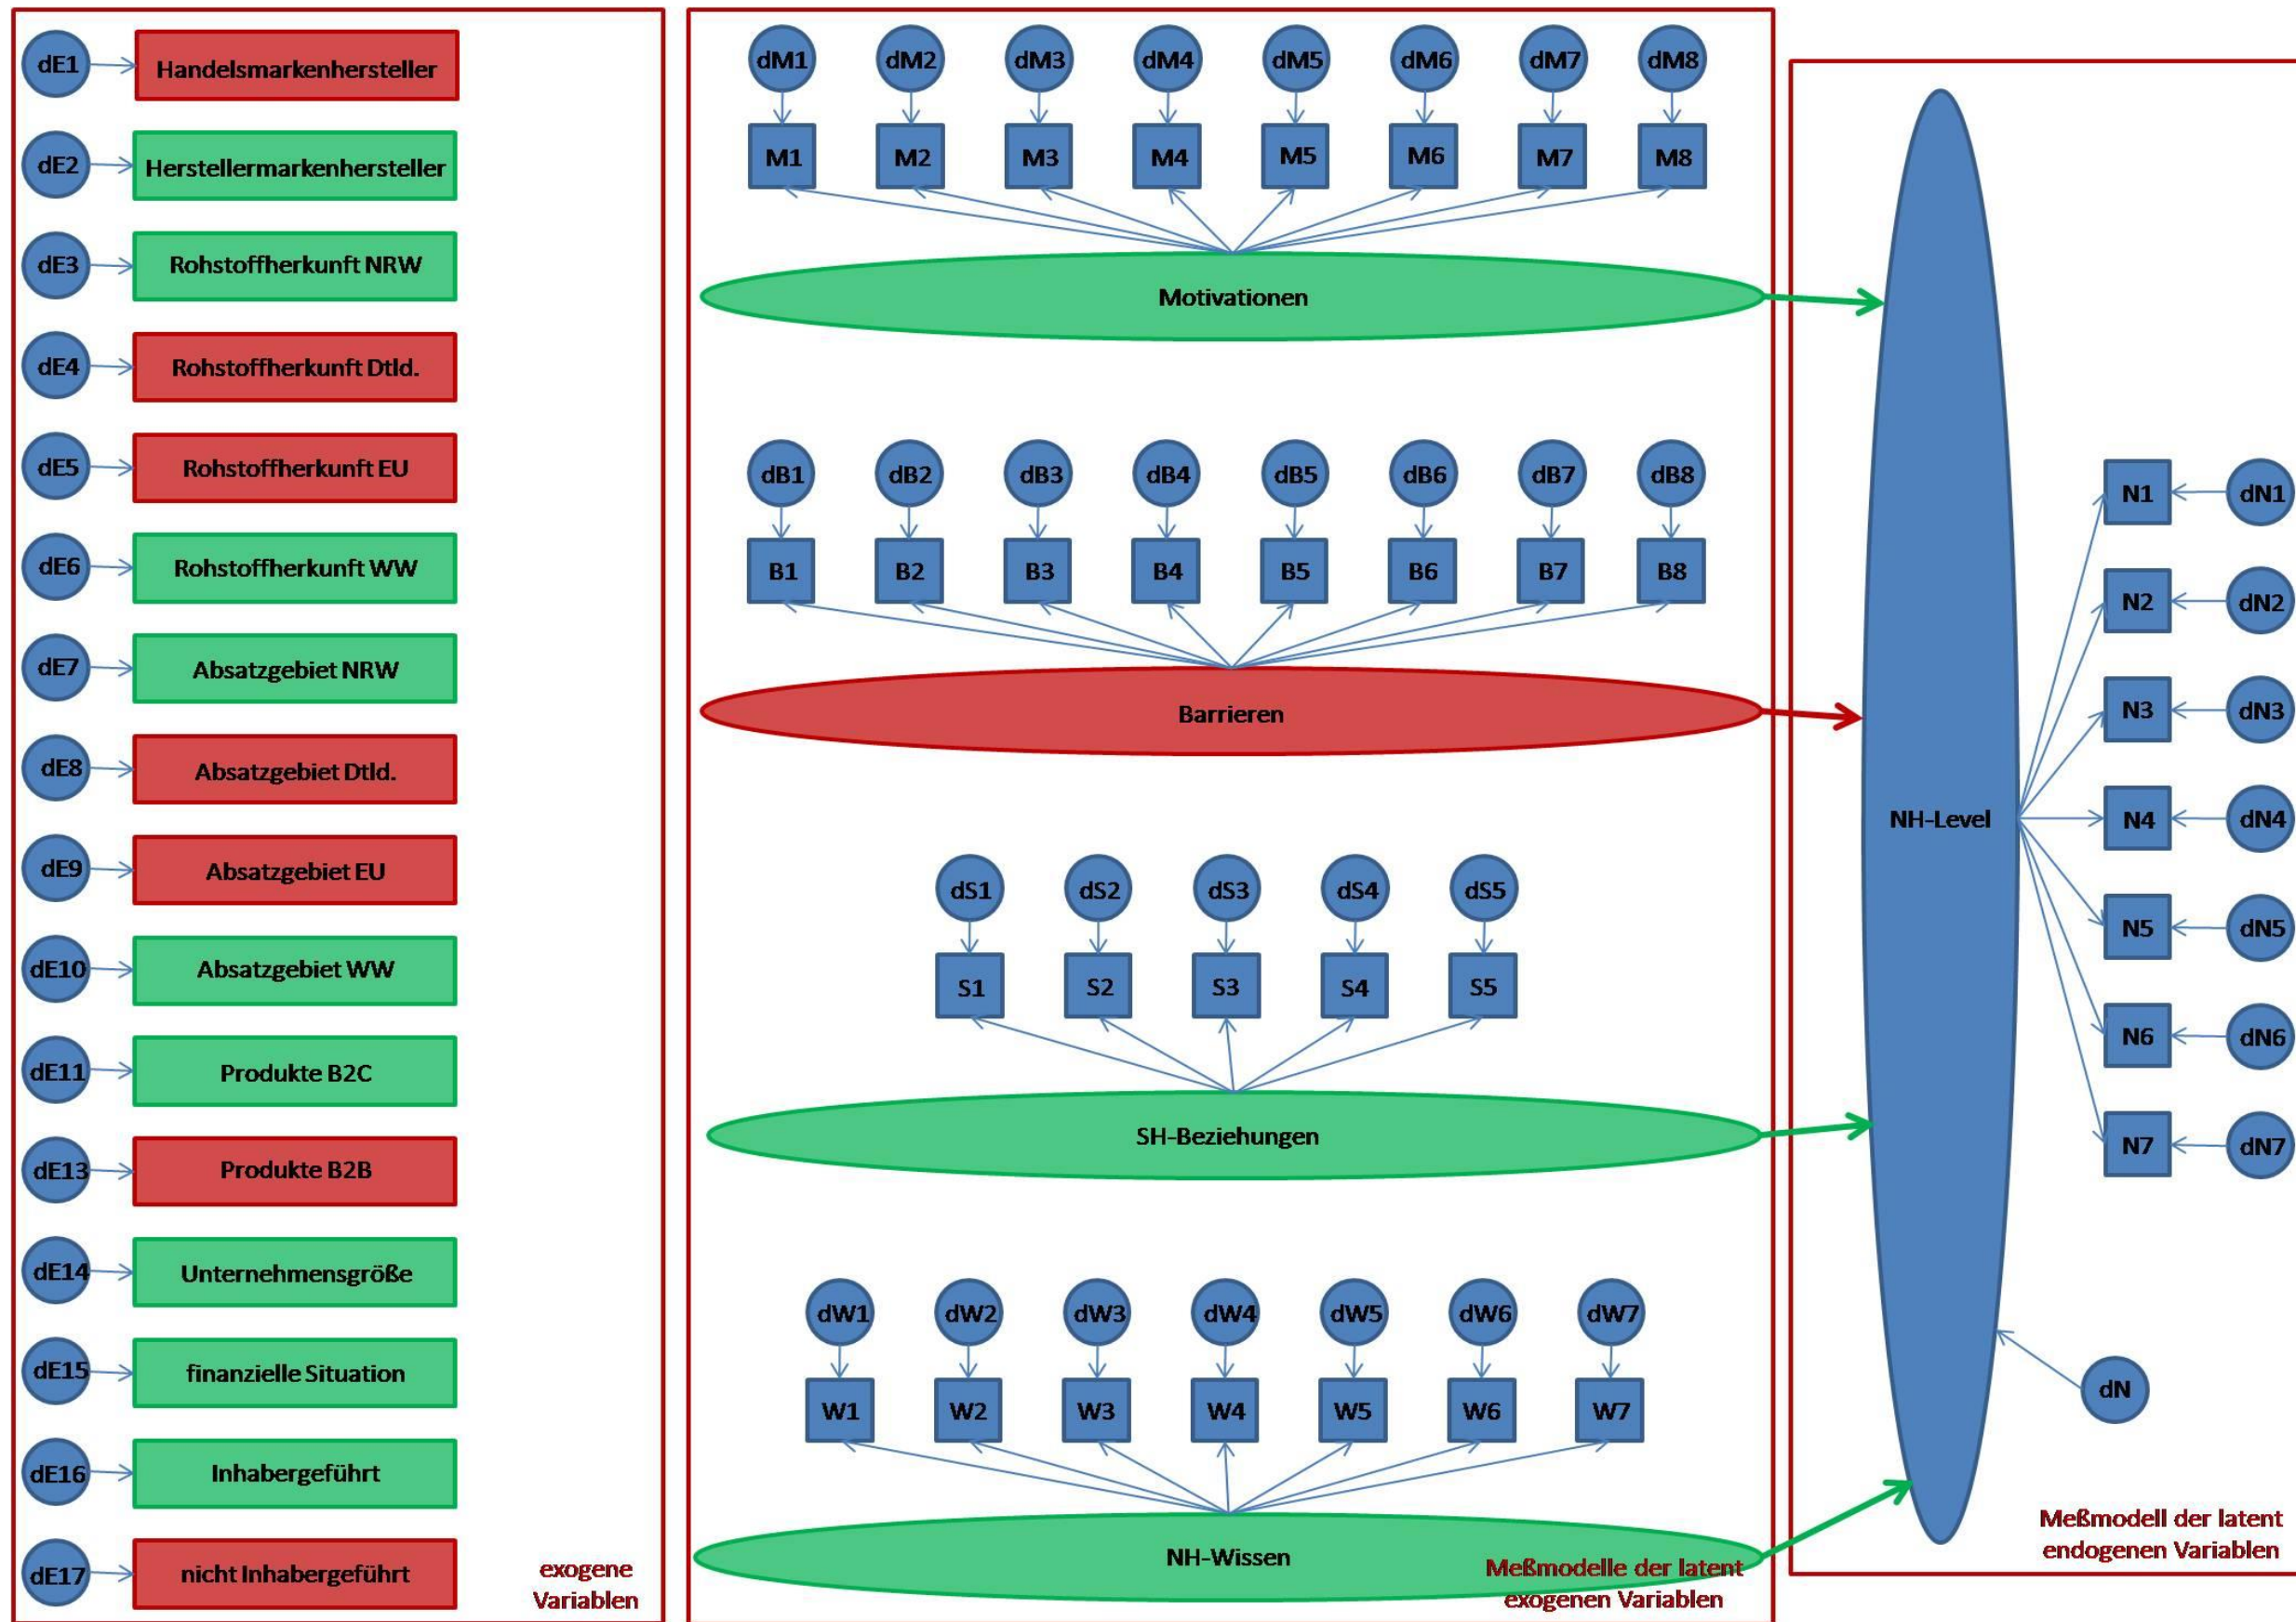 dE1
Handelsmarkenhersteller
dE2
Herstellermarkenhersteller
dE3
Rohstoffherkunft NRW
dE4
Rohstoffherkunft Dtld.
dE5
Rohstoffherkunft EU
dE6
Rohstoffherkunft WW
dE7
Absatzgebiet NRW
dE8
Absatzgebiet Dtld.
dE9
Absatzgebiet EU
dE10
Absatzgebiet WW
dE11
Produkte B2C
dE13
Produkte B2B
dE14
Unternehmensgröße
dE15
finanzielle Situation
dE16
Inhabergeführt
dE17
nicht Inhabergeführt
exogene
Variablen
dM1 dM2 dM3 dM4 dM5 dM6 dM7 dM8
M1 M2 M3 M4 M5 M6 M7 M8
Motivationen
dB1 dB2 dB3 dB4 dB5 dB6 dB7 dB8
B1 B2 B3 B4 B5 B6 B7 B8
Barrieren
dS1 dS2 dS3 dS4 dS5
S1 S2 S3 S4 S5
SH-Beziehungen
dW1 dW2 dW3 dW4 dW5 dW6 dW7
W1 W2 W3 W4 W5 W6 W7
NH-Wissen
Meßmodelle der latent
exogenen Variablen
NH-Level
N1 dN1
N2 dN2
N3 dN3
N4 dN4
N5 dN5
N6 dN6
N7 dN7
dN
Meßmodell der latent
endogenen Variablen